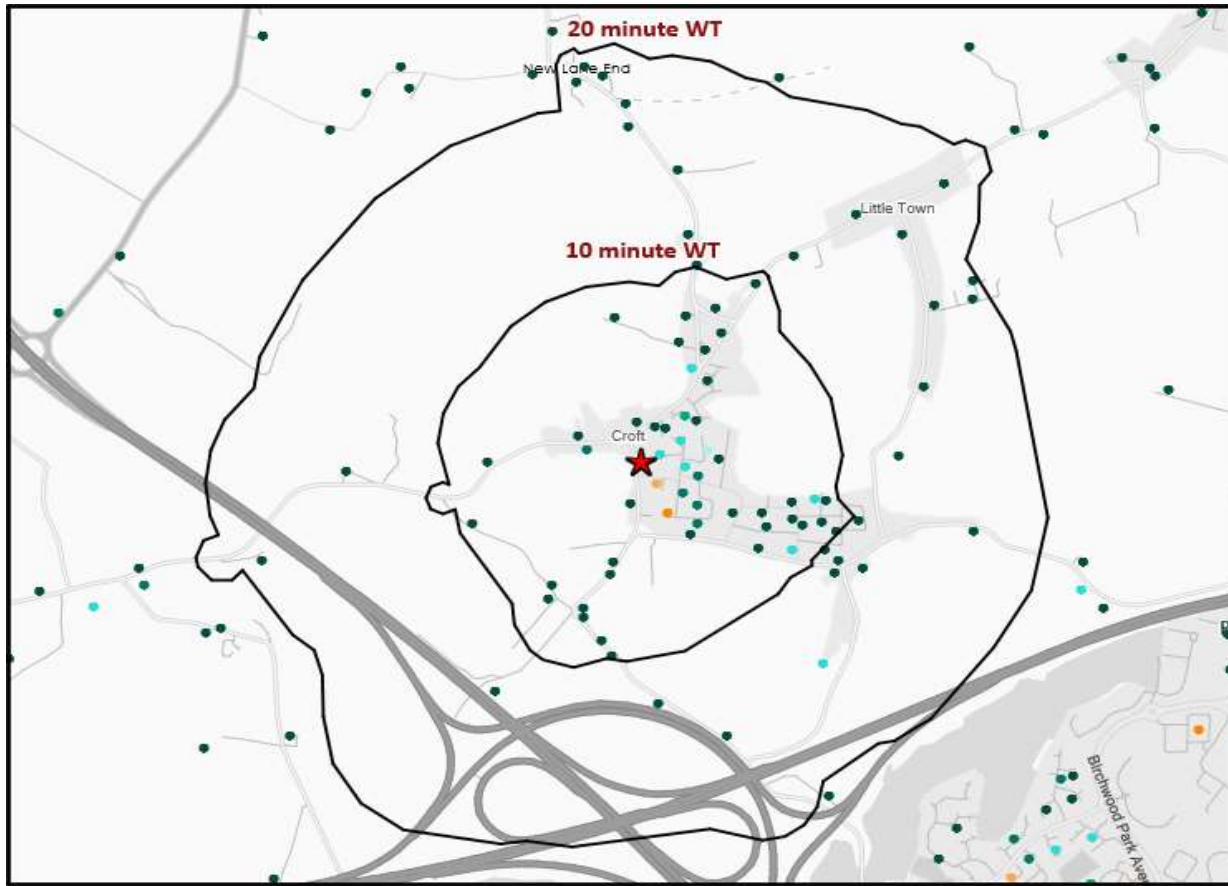 20 minute WT
New Lane End
Little Town
10 minute WT
Croft
Birchwood Park Ave